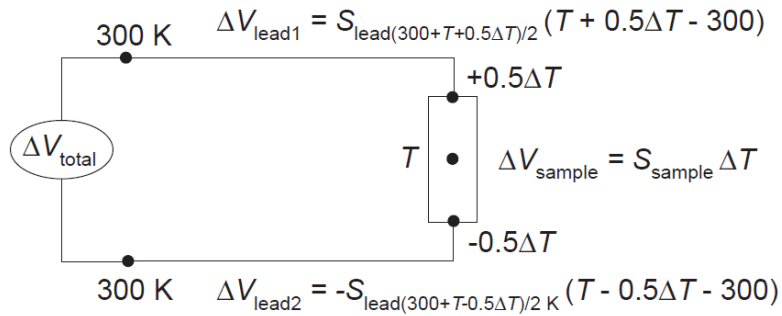 300 K ΔV_lead1 = S_lead(300+T+0.5ΔT)/2 (T + 0.5ΔT - 300)
+0.5ΔT
ΔV_total
T ΔV_sample = S_sample ΔT
-0.5ΔT
300 K ΔV_lead2 = -S_lead(300+T-0.5ΔT)/2 K (T - 0.5ΔT - 300)